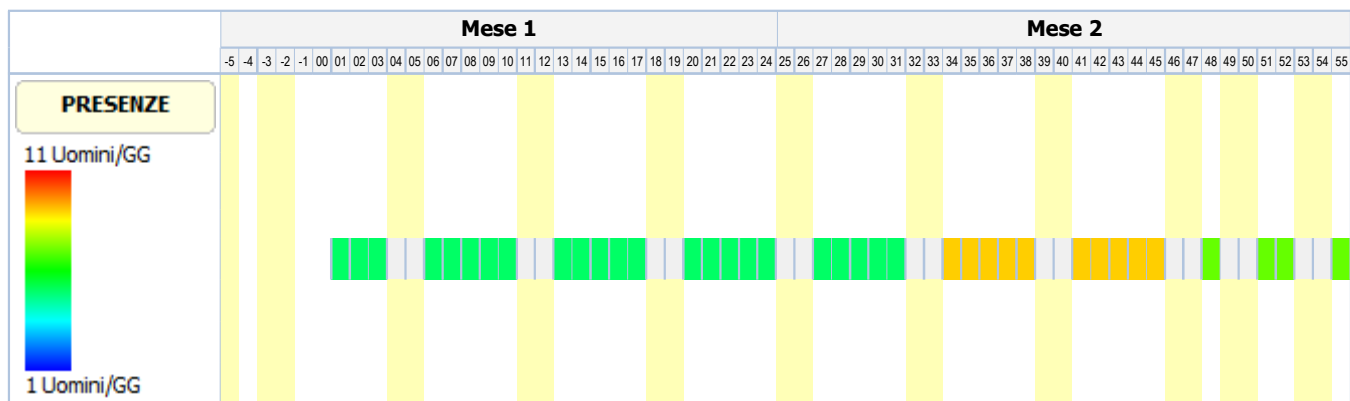 Mese 1 Mese 2
-5 -4 -3 -2 -1 00 01 02 03 04 05 06 07 08 09 10 11 12 13 14 15 16 17 18 19 20 21 22 23 24 25 26 27 28 29 30 31 32 33 34 35 36 37 38 39 40 41 42 43 44 45 46 47 48 49 50 51 52 53 54 55
PRESENZE
11 Uomini/GG
1 Uomini/GG